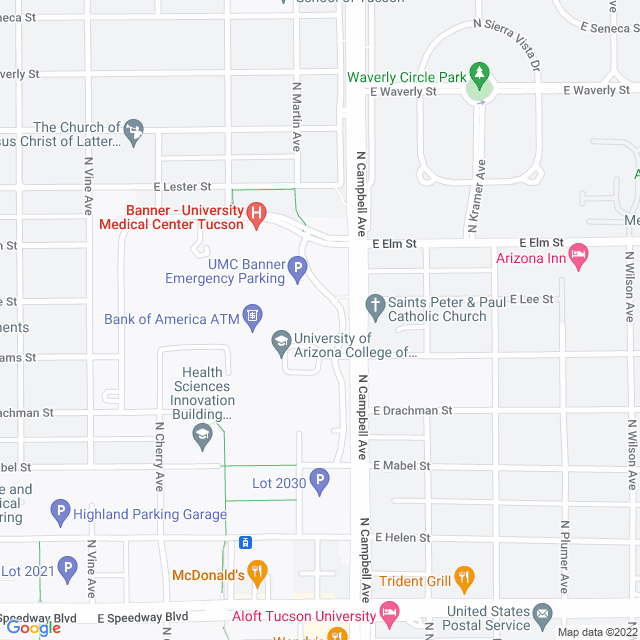 School of Tucson
E Seneca St
N Sierra Vista Dr
E Seneca St
Waverly Circle Park
E Waverly St
E Waverly St
averly St
N Martin Ave
The Church of
sus Christ of Latter...
N Vine Ave
E Lester St
N Campbell Ave
N Kramer Ave
Banner - University
Medical Center Tucson
H
Me
m St
E Elm St
E Elm St
Arizona Inn
N Wilson Ave
UMC Banner
Emergency Parking
P
E Lee St
e St
Saints Peter & Paul
Catholic Church
Bank of America ATM
ments
University of
Arizona College of...
ams St
Health
Sciences
Innovation
Building...
N Campbell Ave
rachman St
E Drachman St
N Cherry Ave
N Wilson Ave
abel St
E Mabel St
Lot 2030
P
e and
ical
ring
P
Highland Parking Garage
N Campbell Ave
N Plumer Ave
E Helen St
N Vine Ave
Lot 2021
P
McDonald's
Trident Grill
Speedway Blvd
E Speedway Blvd
Aloft Tucson University
United States
Postal Service
Google
Wendy's
Map data ©2022